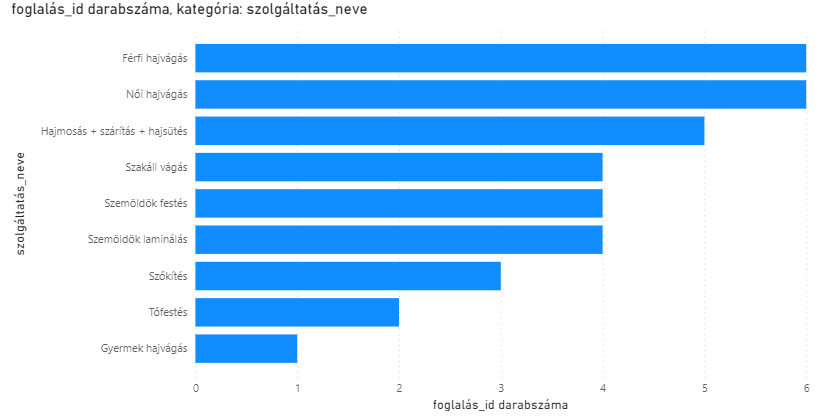 foglalás_id darabszáma, kategória: szolgáltatás_neve
szolgáltatás_neve
Férfi hajvágás
Női hajvágás
Hajmosás + szárítás + hajsütés
Szakáll vágás
Szemöldök festés
Szemöldök laminálás
Szőkítés
Tőfestés
Gyermek hajvágás
0 1 2 3 4 5 6
foglalás_id darabszáma